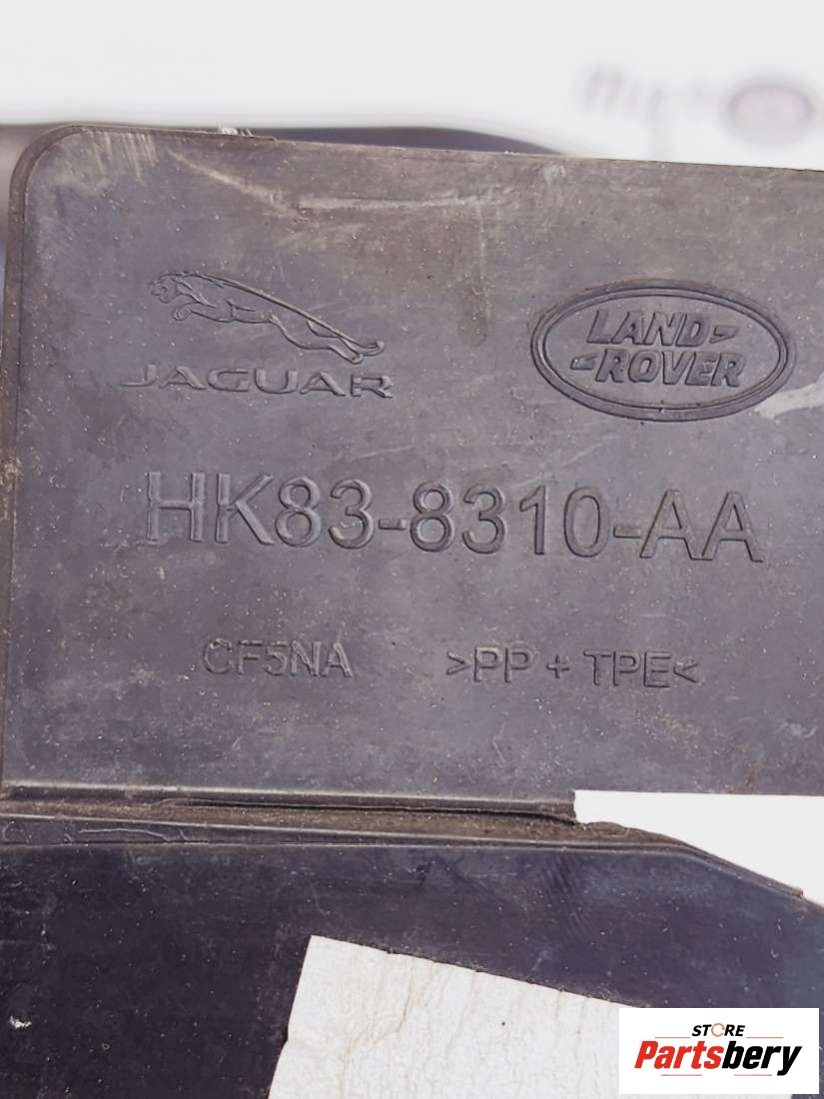 JAGUAR
LAND-
-ROVER
HK83-8310-AA
CF5NA >PP + TPE<
STORE
Partsbery